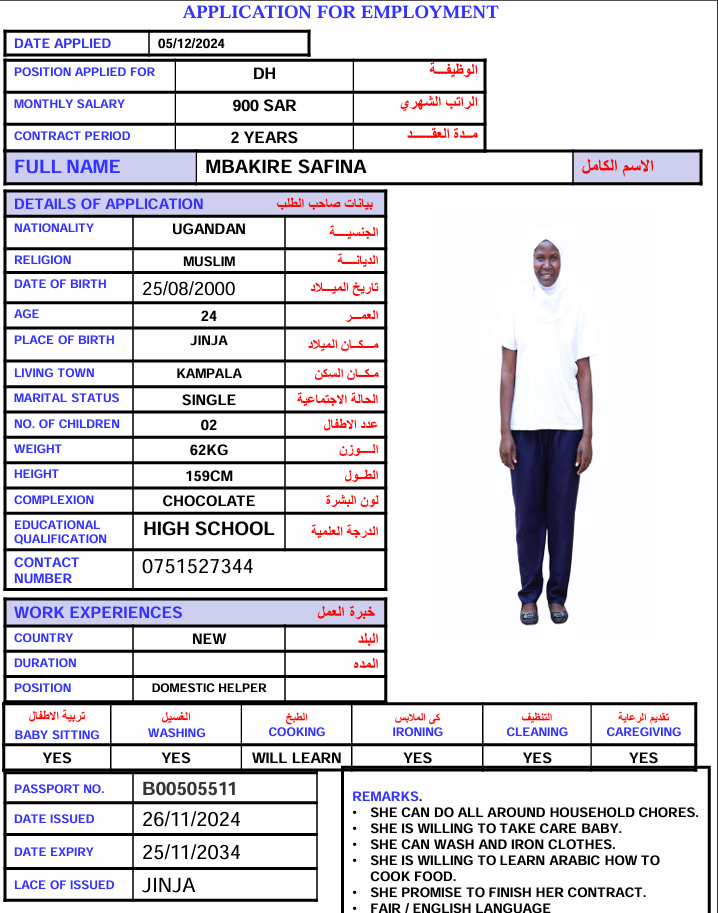 APPLICATION FOR EMPLOYMENT
DATE APPLIED 05/12/2024
POSITION APPLIED FOR DH الوظيفـــة
MONTHLY SALARY 900 SAR الراتب الشهري
CONTRACT PERIOD 2 YEARS مــدة العقـــد
FULL NAME MBAKIRE SAFINA الاسم الكامل
DETAILS OF APPLICATION بيانات صاحب الطلب
NATIONALITY UGANDAN الجنسيـــة
RELIGION MUSLIM الديانـــة
DATE OF BIRTH 25/08/2000 تاريخ الميـــلاد
AGE 24 العمـــر
PLACE OF BIRTH JINJA مـــكــان الميلاد
LIVING TOWN KAMPALA مـكــان السكن
MARITAL STATUS SINGLE الحالة الاجتماعية
NO. OF CHILDREN 02 عدد الاطفال
WEIGHT 62KG الـــوزن
HEIGHT 159CM الطــول
COMPLEXION CHOCOLATE لون البشرة
EDUCATIONAL QUALIFICATION HIGH SCHOOL الدرجة العلمية
CONTACT NUMBER 0751527344
WORK EXPERIENCES خبرة العمل
COUNTRY NEW البلد
DURATION المده
POSITION DOMESTIC HELPER
تربية الاطفال الغسيل الطبخ كى الملابس التنظيف تقديم الرعاية
BABY SITTING WASHING COOKING IRONING CLEANING CAREGIVING
YES YES WILL LEARN YES YES YES
PASSPORT NO. B00505511
DATE ISSUED 26/11/2024
DATE EXPIRY 25/11/2034
LACE OF ISSUED JINJA
REMARKS.
• SHE CAN DO ALL AROUND HOUSEHOLD CHORES.
• SHE IS WILLING TO TAKE CARE BABY.
• SHE CAN WASH AND IRON CLOTHES.
• SHE IS WILLING TO LEARN ARABIC HOW TO
COOK FOOD.
• SHE PROMISE TO FINISH HER CONTRACT.
• FAIR / ENGLISH LANGUAGE